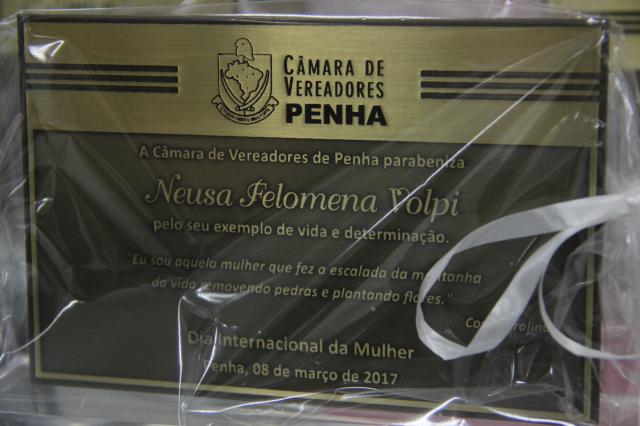 CÂMARA DE
VEREADORES
PENHA
A Câmara de Vereadores de Penha parabeniza
Neusa Felomena Volpi
pelo seu exemplo de vida e determinação.
"Eu sou aquela mulher que fez a escalada da montanha
da vida removendo pedras e plantando flores."
Dia Internacional da Mulher
Penha, 08 de março de 2017